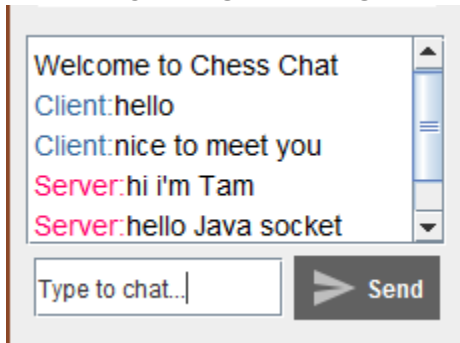 Welcome to Chess Chat
Client:hello
Client:nice to meet you
Server:hi i'm Tam
Server:hello Java socket
Type to chat...
Send